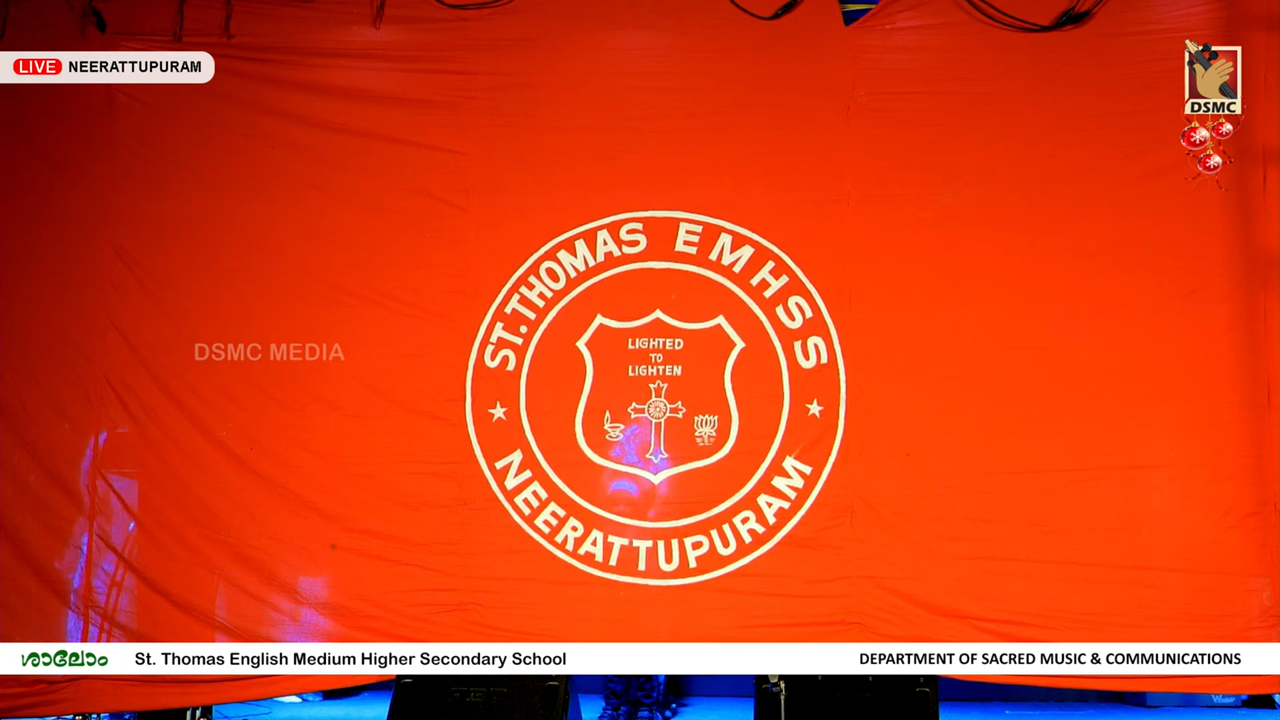 LIVE NEERATTUPURAM
DSMC
ST. THOMAS EMHSS
DSMC MEDIA
LIGHTED
TO
LIGHTEN
NEERATTUPURAM
ശാലോം St. Thomas English Medium Higher Secondary School DEPARTMENT OF SACRED MUSIC & COMMUNICATIONS